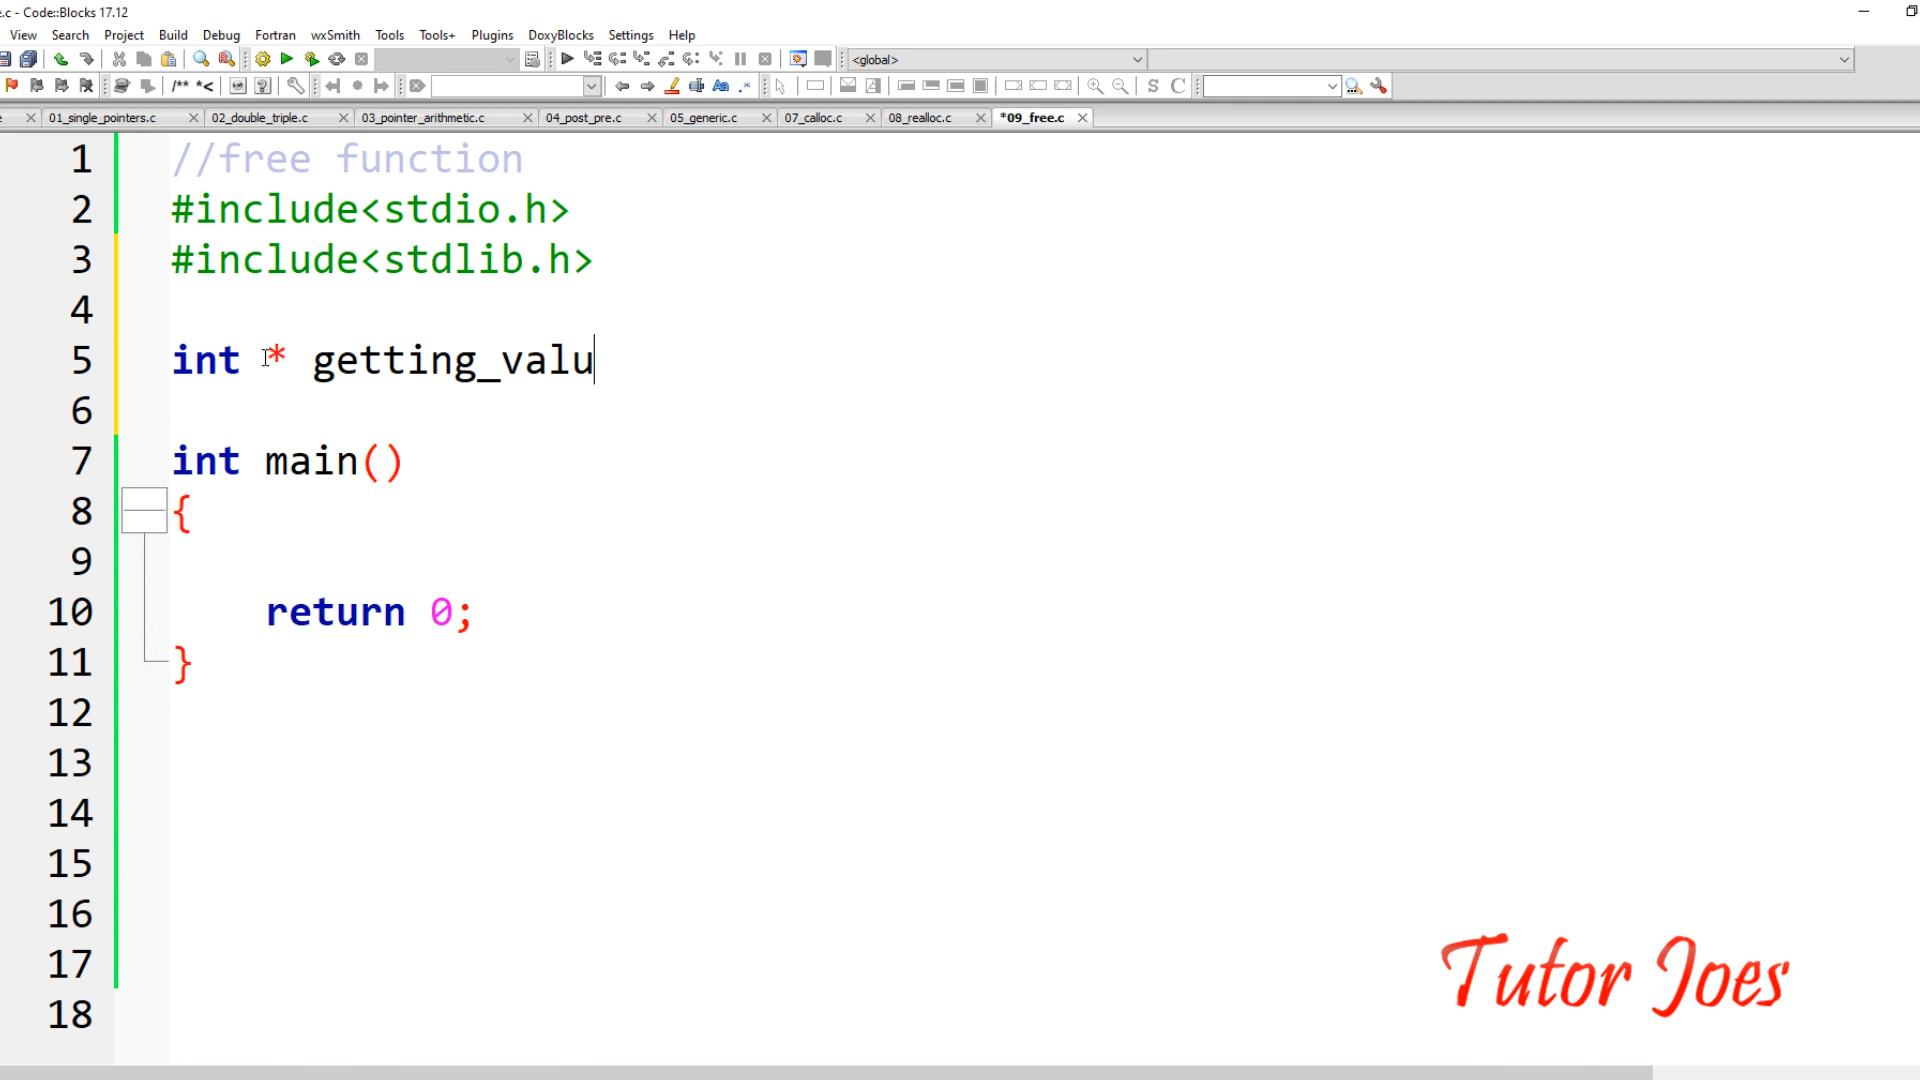 e.c - Code::Blocks 17.12
View Search Project Build Debug Fortran wxSmith Tools Tools+ Plugins DoxyBlocks Settings Help
<global>
/** *< S C
01_single_pointers.c 02_double_triple.c 03_pointer_arithmetic.c 04_post_pre.c 05_generic.c 07_calloc.c 08_realloc.c *09_free.c
1 //free function
2 #include<stdio.h>
3 #include<stdlib.h>
4
5 int * getting_valu
6
7 int main()
8 {
9
10 return 0;
11 }
12
13
14
15
16
17
18
Tutor Joes